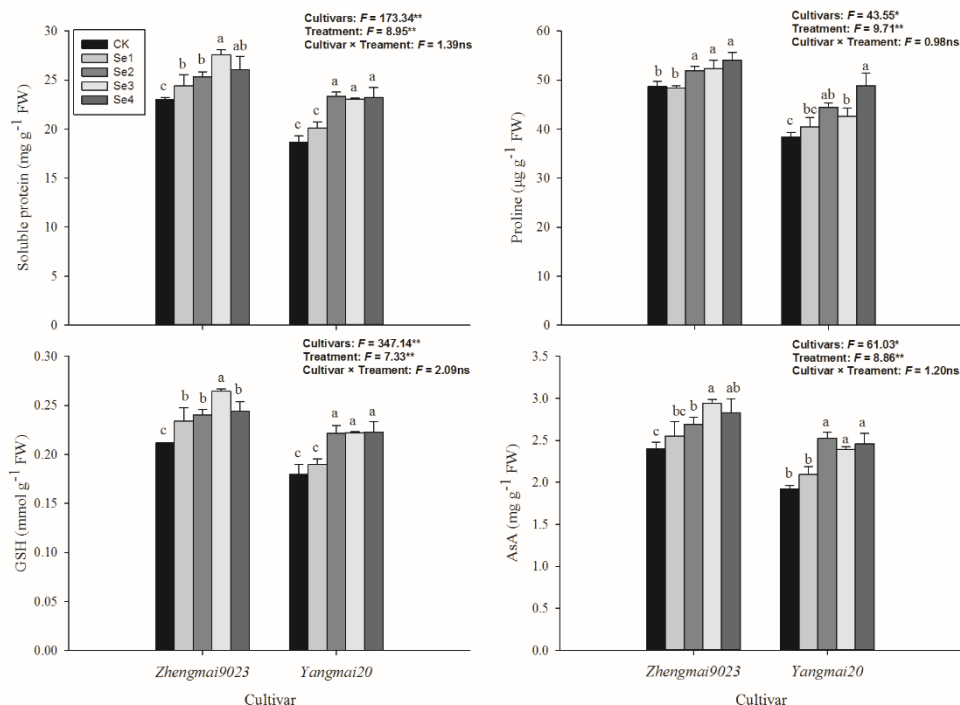 Cultivars: F = 173.34**
Treatment: F = 8.95**
Cultivar × Treament: F = 1.39ns
CK
Se1
Se2
Se3
Se4
30
25
20
15
10
5
0
Soluble protein (mg g⁻¹ FW)
c b b a ab
c c a a a
Cultivars: F = 43.55*
Treatment: F = 9.71**
Cultivar × Treament: F = 0.98ns
60
50
40
30
20
10
0
Proline (µg g⁻¹ FW)
b b a a a
c bc ab b a
Cultivars: F = 347.14**
Treatment: F = 7.33**
Cultivar × Treament: F = 2.09ns
0.30
0.25
0.20
0.15
0.10
0.05
0.00
GSH (mmol g⁻¹ FW)
c b b a b
c c a a a
Zhengmai9023 Yangmai20
Cultivar
Cultivars: F = 61.03*
Treatment: F = 8.86**
Cultivar × Treament: F = 1.20ns
3.5
3.0
2.5
2.0
1.5
1.0
0.0
AsA (mg g⁻¹ FW)
c bc b a ab
b b a a a
Zhengmai9023 Yangmai20
Cultivar